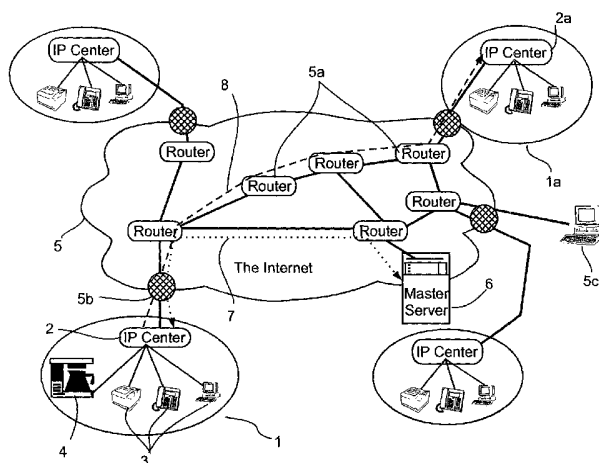 2a
IP Center
IP Center
5a
8
Router
Router
Router
Router
1a
Router
Router
5
Router
Router
The Internet
5b
7
Master
Server
6
5c
2
IP Center
IP Center
4
3
1